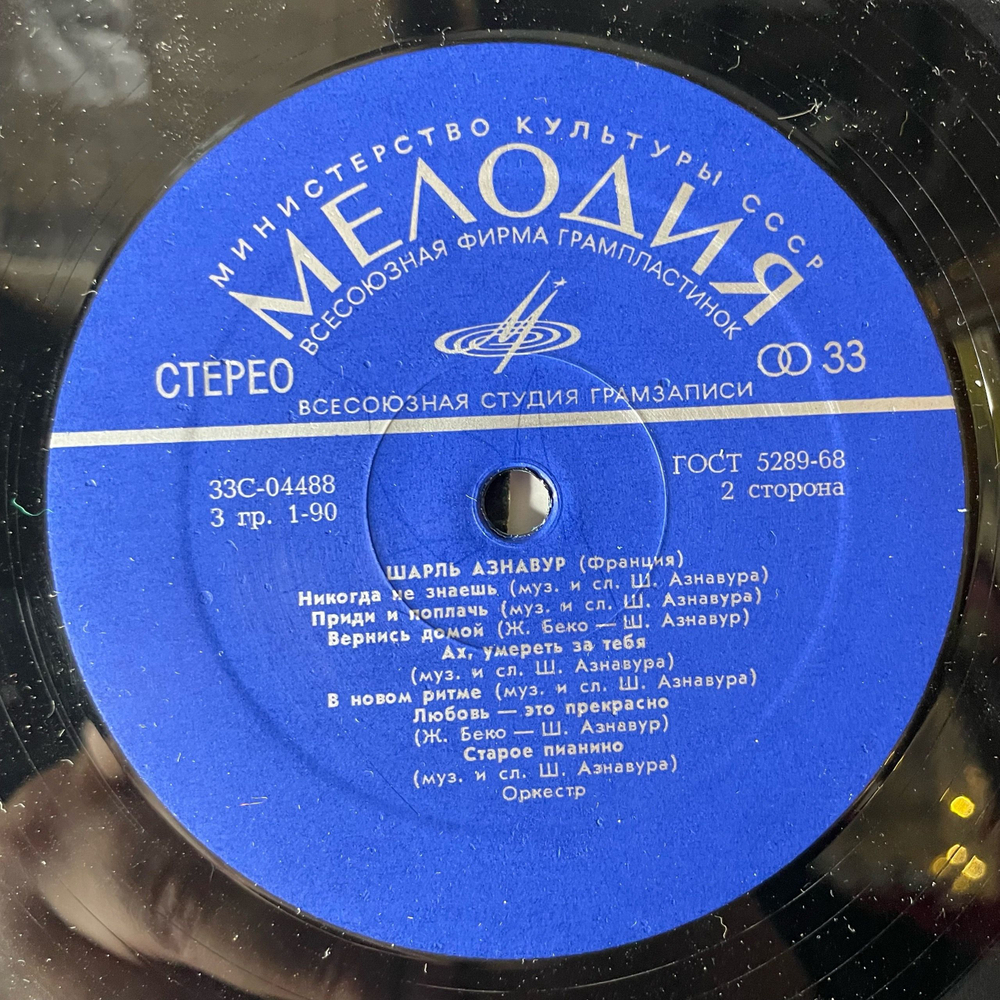 МИНИСТЕРСТВО КУЛЬТУРЫ СССР
МЕЛОДИЯ
ВСЕСОЮЗНАЯ ФИРМА ГРАМПЛАСТИНОК
СТЕРЕО
33
ВСЕСОЮЗНАЯ СТУДИЯ ГРАМЗАПИСИ
33С-04488
3 гр. 1-90
ГОСТ 5289-68
2 сторона
ШАРЛЬ АЗНАВУР (Франция)
Никогда не знаешь (муз. и сл. Ш. Азнавура)
Приди и поплачь (муз. и сл. Ш. Азнавура)
Вернись домой (Ж. Беко — Ш. Азнавур)
Ах, умереть за тебя
(муз. и сл. Ш. Азнавура)
В новом ритме (муз. и сл. Ш. Азнавура)
Любовь — это прекрасно
(Ж. Беко — Ш. Азнавур)
Старое пианино
(муз. и сл. Ш. Азнавура)
Оркестр